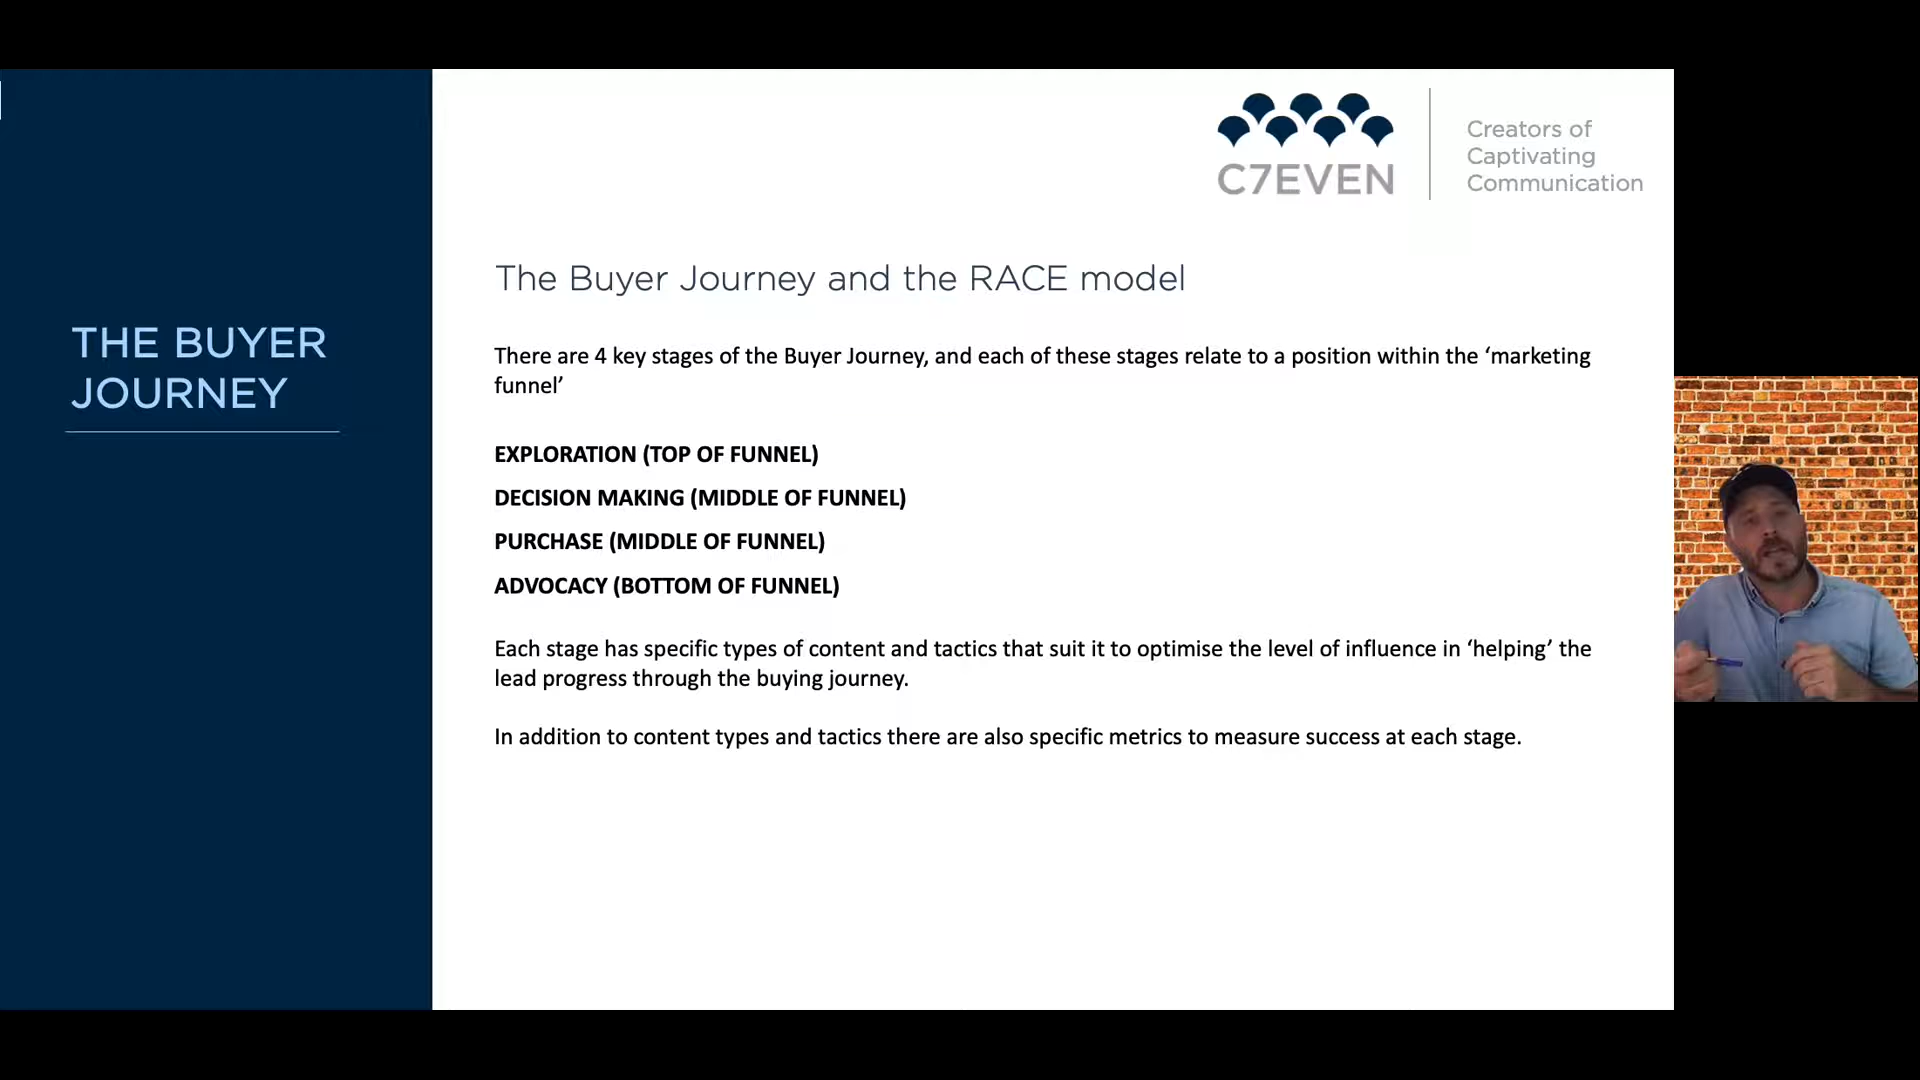 THE BUYER
JOURNEY
C7EVEN
Creators of
Captivating
Communication
The Buyer Journey and the RACE model
There are 4 key stages of the Buyer Journey, and each of these stages relate to a position within the ‘marketing
funnel’
EXPLORATION (TOP OF FUNNEL)
DECISION MAKING (MIDDLE OF FUNNEL)
PURCHASE (MIDDLE OF FUNNEL)
ADVOCACY (BOTTOM OF FUNNEL)
Each stage has specific types of content and tactics that suit it to optimise the level of influence in ‘helping’ the
lead progress through the buying journey.
In addition to content types and tactics there are also specific metrics to measure success at each stage.